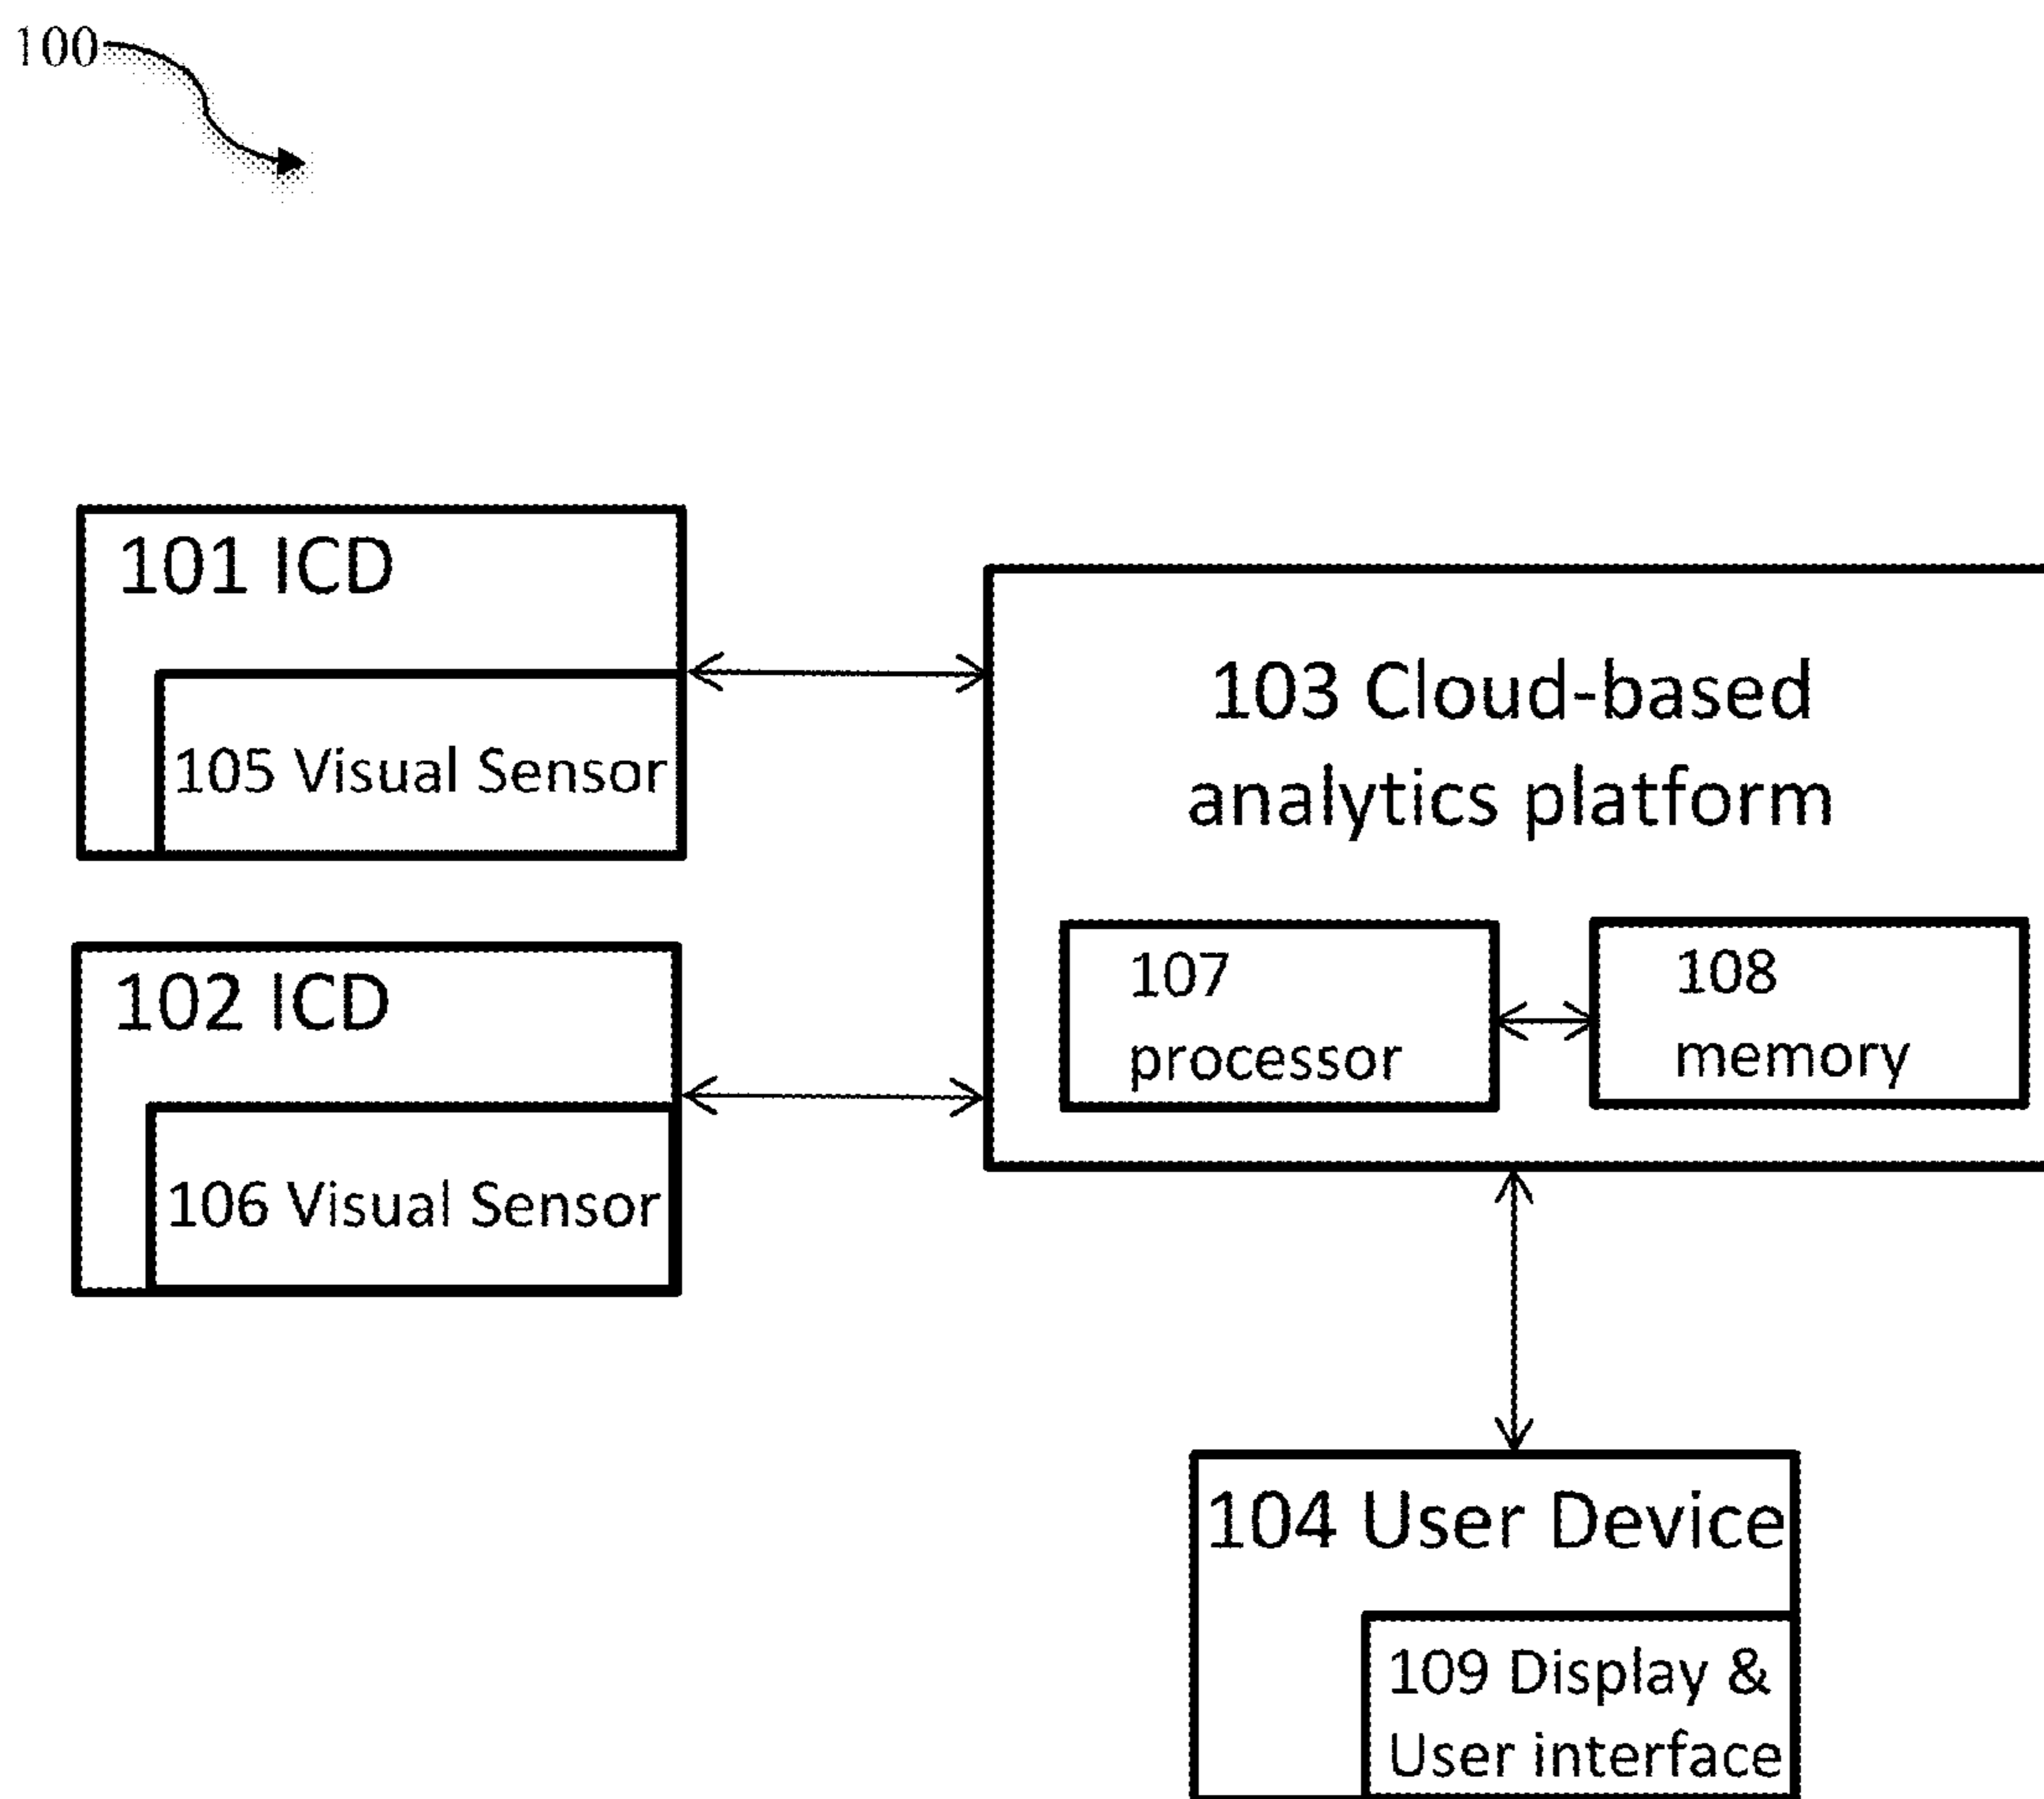 100
101 ICD
105 Visual Sensor
102 ICD
106 Visual Sensor
103 Cloud-based
analytics platform
107
processor
108
memory
104 User Device
109 Display &
User interface